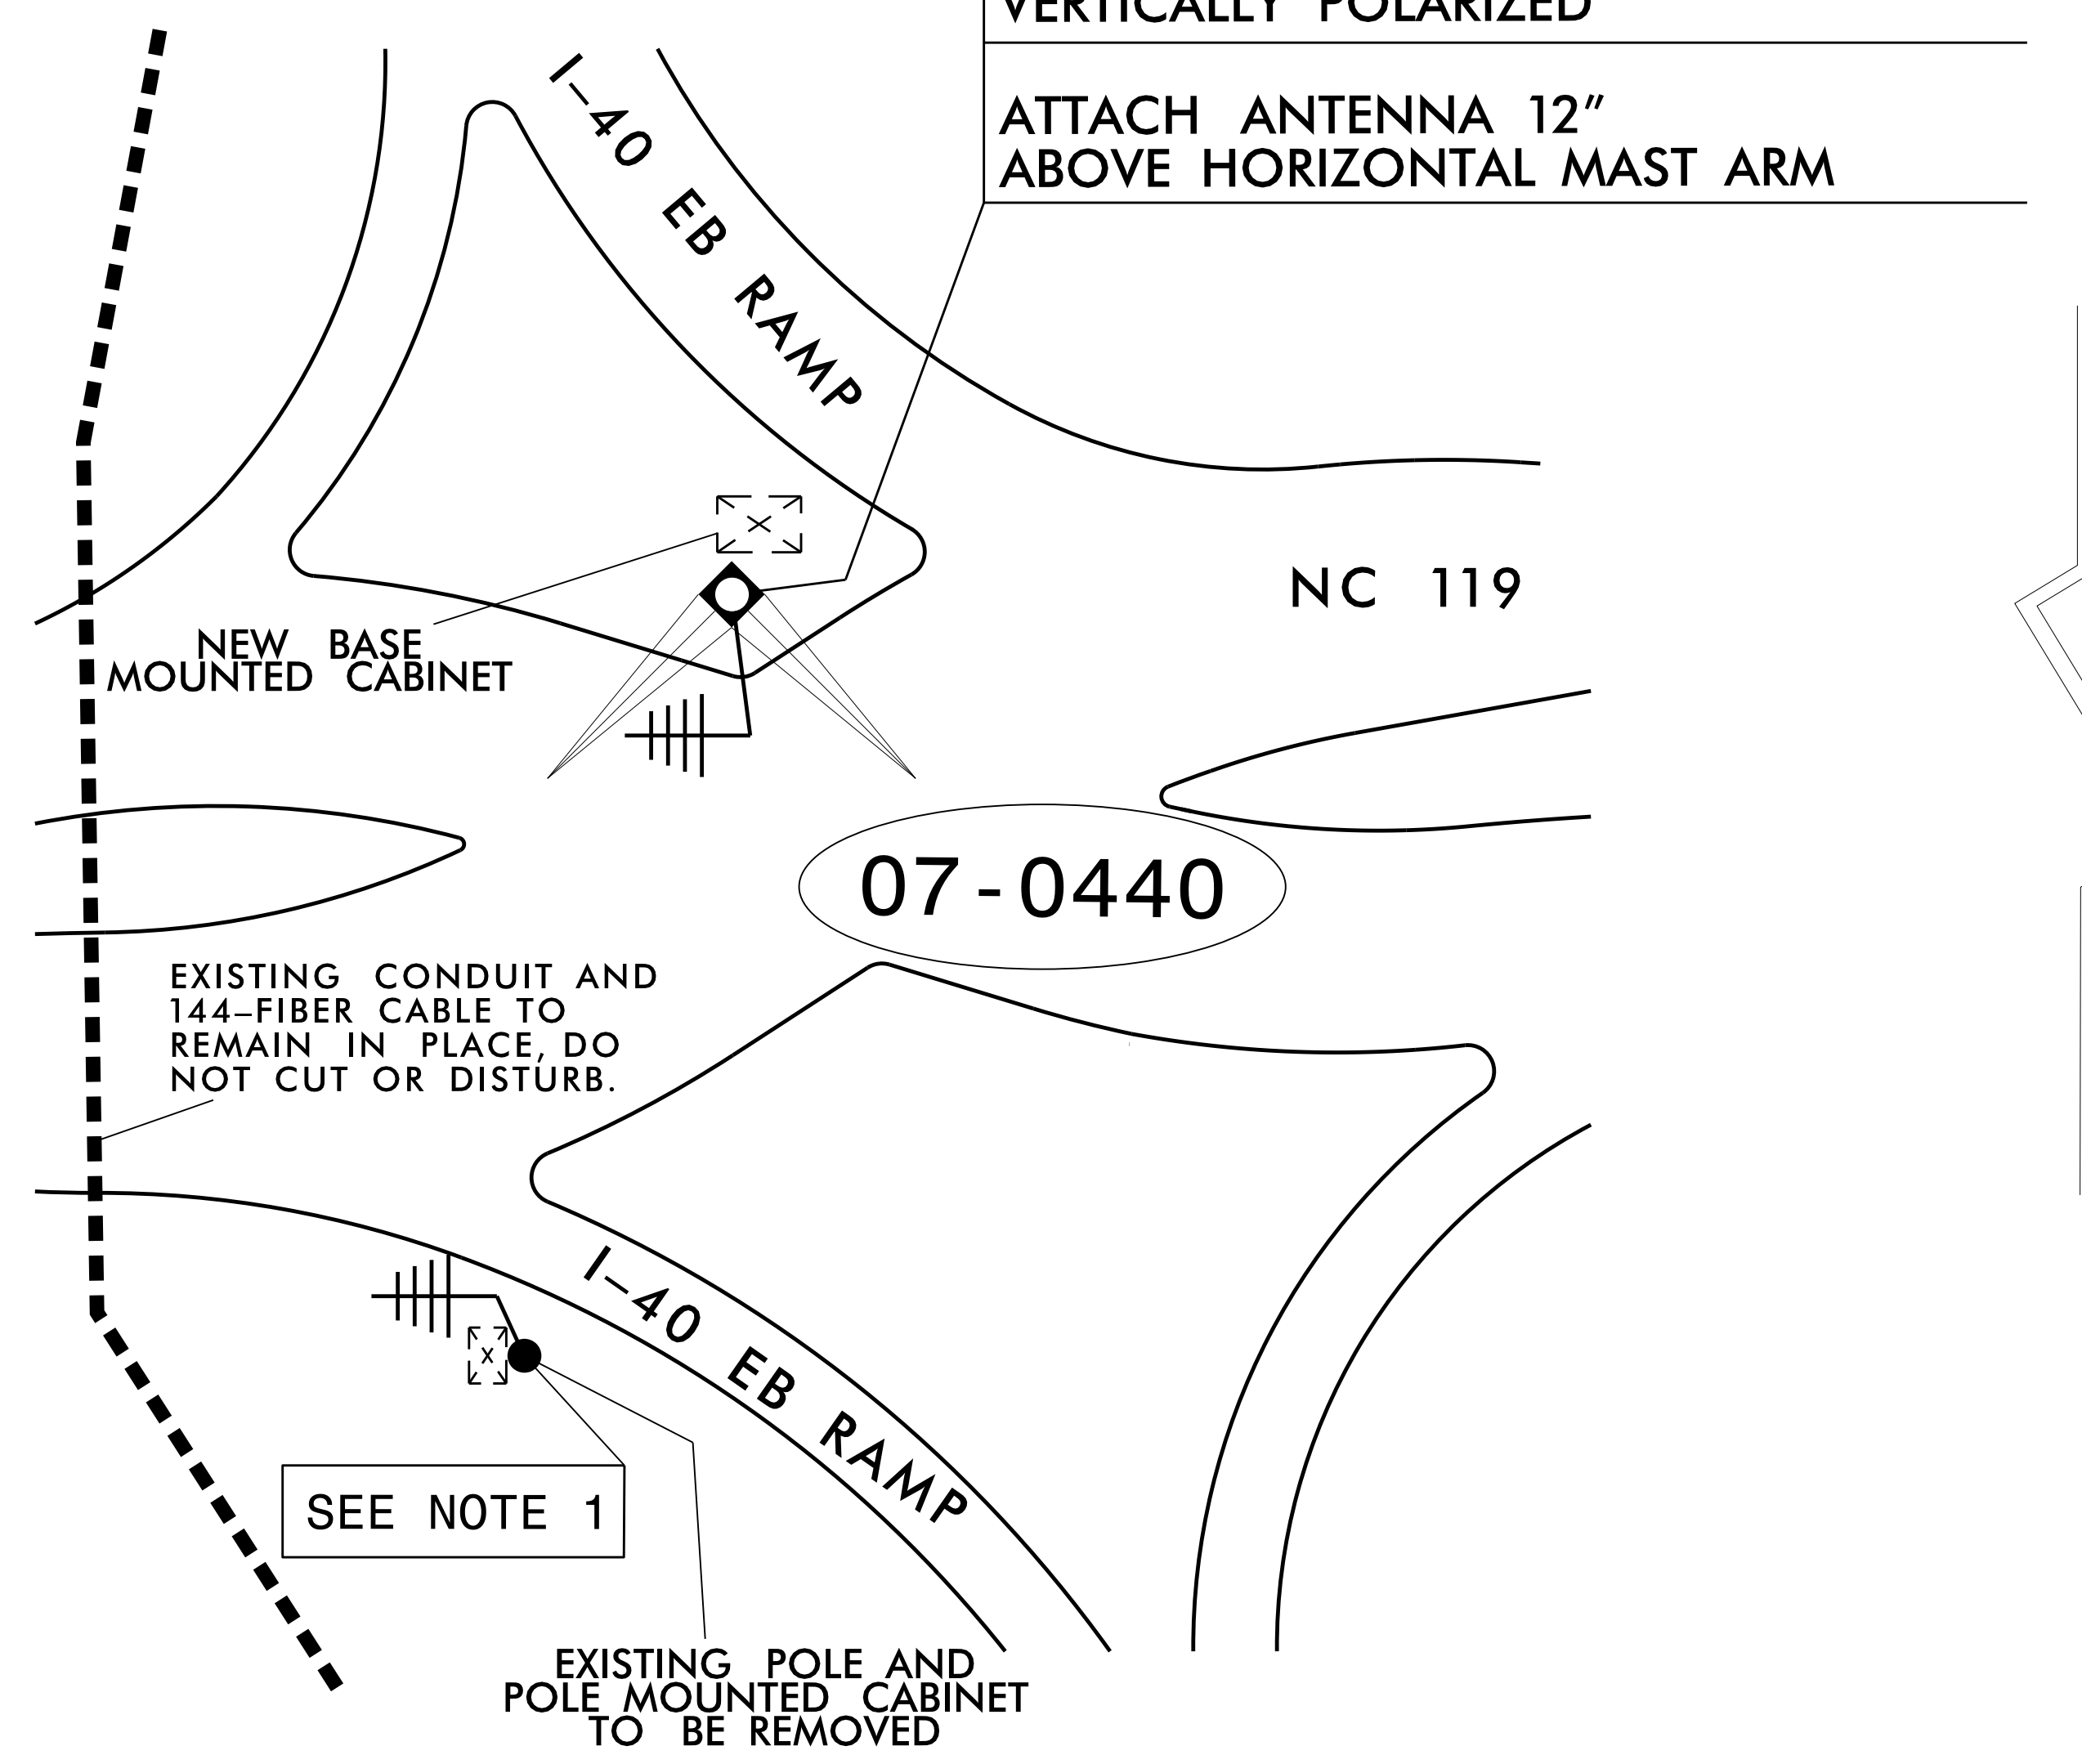 VERTICALLY POLARIZED
ATTACH ANTENNA 12"
ABOVE HORIZONTAL MAST ARM
I-40 EB RAMP
NC 119
NEW BASE
MOUNTED CABINET
07-0440
EXISTING CONDUIT AND
144-FIBER CABLE TO
REMAIN IN PLACE, DO
NOT CUT OR DISTURB.
I-40 EB RAMP
SEE NOTE 1
EXISTING POLE AND
POLE MOUNTED CABINET
TO BE REMOVED